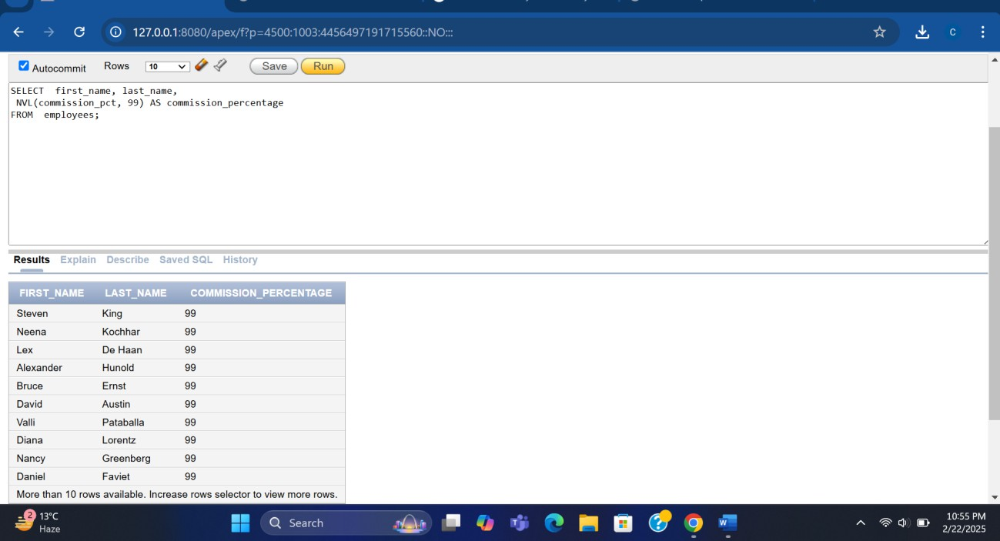 127.0.0.1:8080/apex/f?p=4500:1003:4456497191715560::NO:::
C
Autocommit Rows 10 Save Run
SELECT  first_name, last_name,
 NVL(commission_pct, 99) AS commission_percentage
FROM  employees;
Results Explain Describe Saved SQL History
FIRST_NAME LAST_NAME COMMISSION_PERCENTAGE
Steven King 99
Neena Kochhar 99
Lex De Haan 99
Alexander Hunold 99
Bruce Ernst 99
David Austin 99
Valli Pataballa 99
Diana Lorentz 99
Nancy Greenberg 99
Daniel Faviet 99
More than 10 rows available. Increase rows selector to view more rows.
2 13°C Search 10:55 PM
Haze 2/22/2025